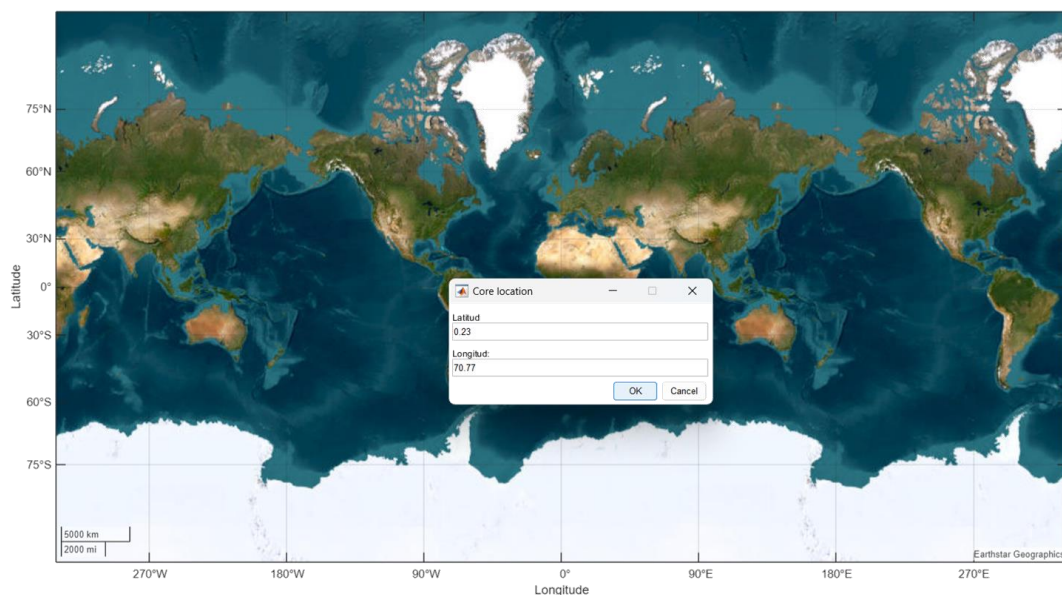 75°N
60°N
30°N
0°
30°S
60°S
75°S
Latitude
Core location
Latitud
0.23
Longitud:
70.77
OK Cancel
5000 km
2000 mi
Earthstar Geographics
270°W 180°W 90°W 0° 90°E 180°E 270°E
Longitude